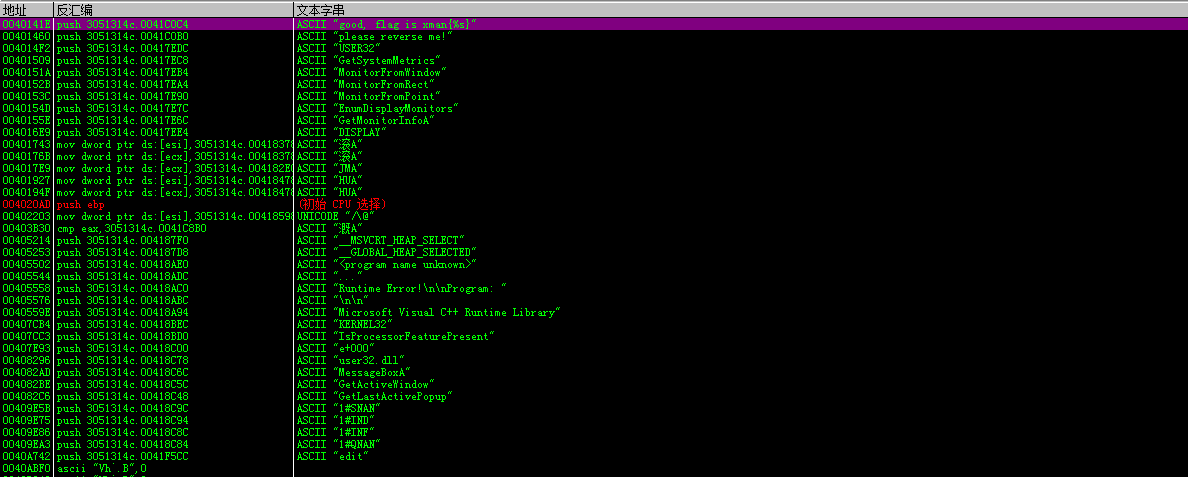 地址 反汇编 文本字串
0040141E push 3051314c.0041C0C4 ASCII "good, flag is xman{%s}"
00401460 push 3051314c.0041C0B0 ASCII "please reverse me!"
004014F2 push 3051314c.00417EDC ASCII "USER32"
00401509 push 3051314c.00417EC8 ASCII "GetSystemMetrics"
0040151A push 3051314c.00417EB4 ASCII "MonitorFromWindow"
0040152B push 3051314c.00417EA4 ASCII "MonitorFromRect"
0040153C push 3051314c.00417E90 ASCII "MonitorFromPoint"
0040154D push 3051314c.00417E7C ASCII "EnumDisplayMonitors"
0040155E push 3051314c.00417E6C ASCII "GetMonitorInfoA"
004016E9 push 3051314c.00417EE4 ASCII "DISPLAY"
00401743 mov dword ptr ds:[esi],3051314c.00418378 ASCII "滚A"
0040176B mov dword ptr ds:[ecx],3051314c.00418378 ASCII "滚A"
004017E9 mov dword ptr ds:[ecx],3051314c.004182E0 ASCII "JMA"
00401927 mov dword ptr ds:[esi],3051314c.00418478 ASCII "HUA"
0040194F mov dword ptr ds:[ecx],3051314c.00418478 ASCII "HUA"
004020AD push ebp (初始 CPU 选择)
00402203 mov dword ptr ds:[esi],3051314c.00418598 UNICODE "/\@"
00403B30 cmp eax,3051314c.0041C8B0 ASCII "溉A"
00405214 push 3051314c.004187F0 ASCII "__MSVCRT_HEAP_SELECT"
00405253 push 3051314c.004187D8 ASCII "__GLOBAL_HEAP_SELECTED"
00405502 push 3051314c.00418AE0 ASCII "<program name unknown>"
00405544 push 3051314c.00418ADC ASCII "..."
00405558 push 3051314c.00418AC0 ASCII "Runtime Error!\n\nProgram: "
00405576 push 3051314c.00418ABC ASCII "\n\n"
0040559E push 3051314c.00418A94 ASCII "Microsoft Visual C++ Runtime Library"
00407CB4 push 3051314c.00418BEC ASCII "KERNEL32"
00407CC3 push 3051314c.00418BD0 ASCII "IsProcessorFeaturePresent"
00407E93 push 3051314c.00418C00 ASCII "e+000"
00408296 push 3051314c.00418C78 ASCII "user32.dll"
004082AD push 3051314c.00418C6C ASCII "MessageBoxA"
004082BE push 3051314c.00418C5C ASCII "GetActiveWindow"
004082C6 push 3051314c.00418C48 ASCII "GetLastActivePopup"
00409E5B push 3051314c.00418C9C ASCII "1#SNAN"
00409E75 push 3051314c.00418C94 ASCII "1#IND"
00409E86 push 3051314c.00418C8C ASCII "1#INF"
00409EA3 push 3051314c.00418C84 ASCII "1#QNAN"
0040A742 push 3051314c.0041F5CC ASCII "edit"
0040ABF0 ascii "Vh`.B",0